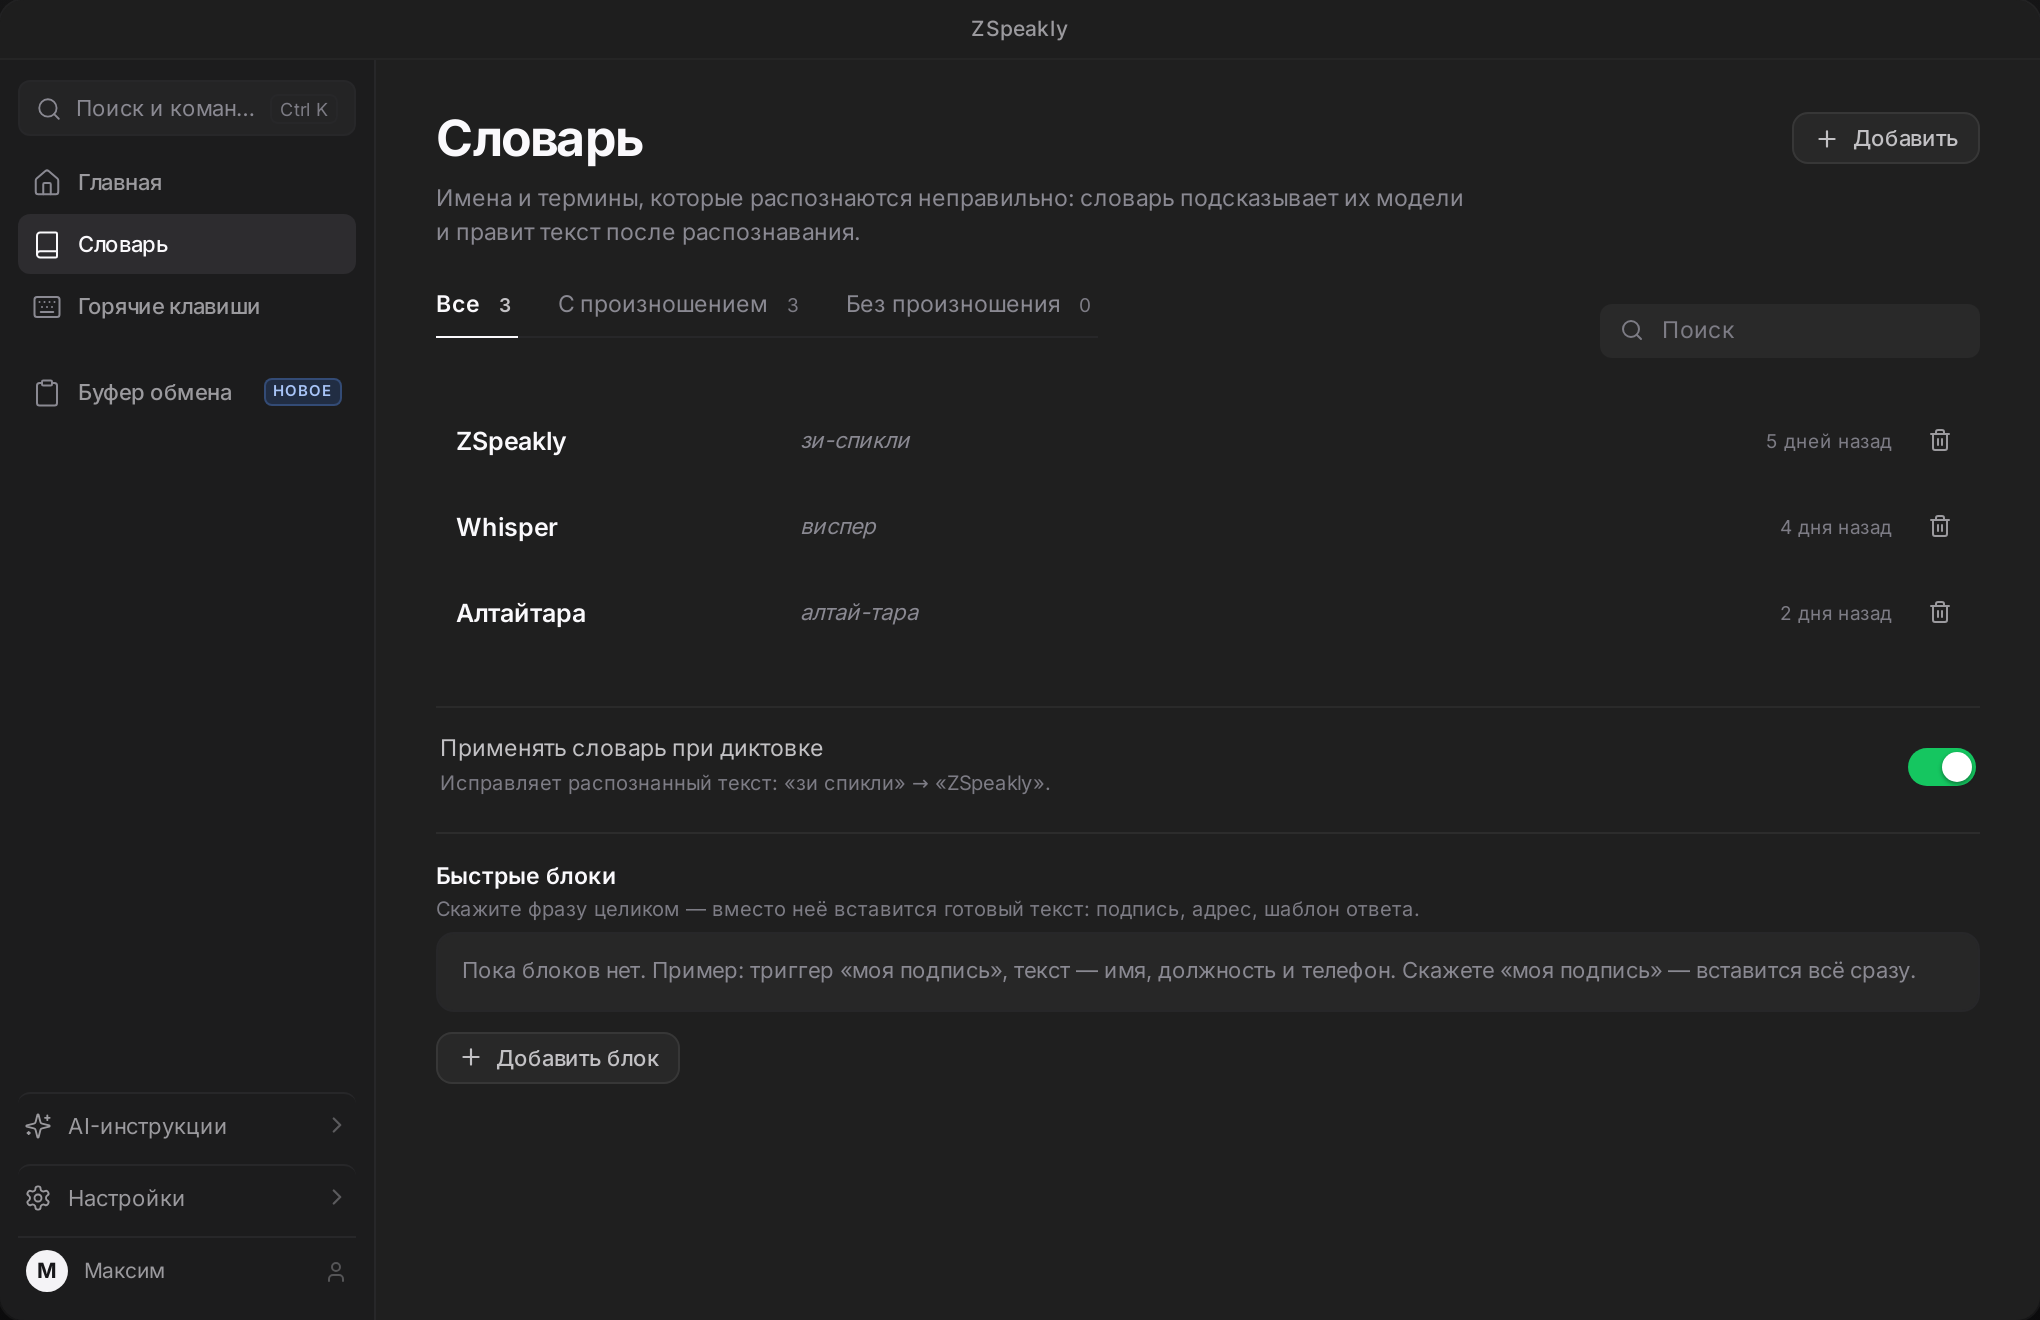 ZSpeakly
Поиск и коман... Ctrl K
Главная
Словарь
Горячие клавиши
Буфер обмена НОВОЕ
AI-инструкции
Настройки
M Максим
Словарь
Добавить
Имена и термины, которые распознаются неправильно: словарь подсказывает их модели
и правит текст после распознавания.
Все 3 С произношением 3 Без произношения 0
Поиск
ZSpeakly зи-спикли 5 дней назад
Whisper виспер 4 дня назад
Алтайтара алтай-тара 2 дня назад
Применять словарь при диктовке
Исправляет распознанный текст: «зи спикли» → «ZSpeakly».
Быстрые блоки
Скажите фразу целиком — вместо неё вставится готовый текст: подпись, адрес, шаблон ответа.
Пока блоков нет. Пример: триггер «моя подпись», текст — имя, должность и телефон. Скажете «моя подпись» — вставится всё сразу.
Добавить блок